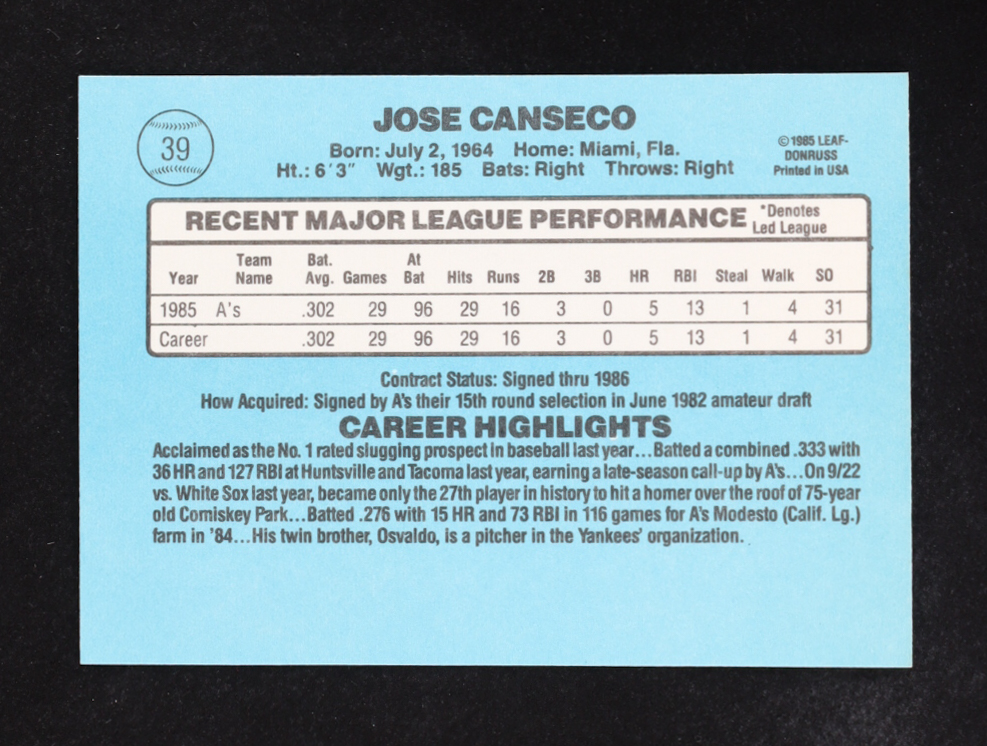 39
JOSE CANSECO
Born: July 2, 1964 Home: Miami, Fla.
Ht.: 6'3" Wgt.: 185 Bats: Right Throws: Right
©1985 LEAF-
DONRUSS
Printed in USA
RECENT MAJOR LEAGUE PERFORMANCE
*Denotes
Led League
Year Team Name Bat. Avg. Games At Bat Hits Runs 2B 3B HR RBI Steal Walk SO
1985 A's .302 29 96 29 16 3 0 5 13 1 4 31
Career .302 29 96 29 16 3 0 5 13 1 4 31
Contract Status: Signed thru 1986
How Acquired: Signed by A's their 15th round selection in June 1982 amateur draft
CAREER HIGHLIGHTS
Acclaimed as the No. 1 rated slugging prospect in baseball last year...Batted a combined .333 with
36 HR and 127 RBI at Huntsville and Tacoma last year, earning a late-season call-up by A's...On 9/22
vs. White Sox last year, became only the 27th player in history to hit a homer over the roof of 75-year
old Comiskey Park...Batted .276 with 15 HR and 73 RBI in 116 games for A's Modesto (Calif. Lg.)
farm in '84...His twin brother, Osvaldo, is a pitcher in the Yankees' organization.